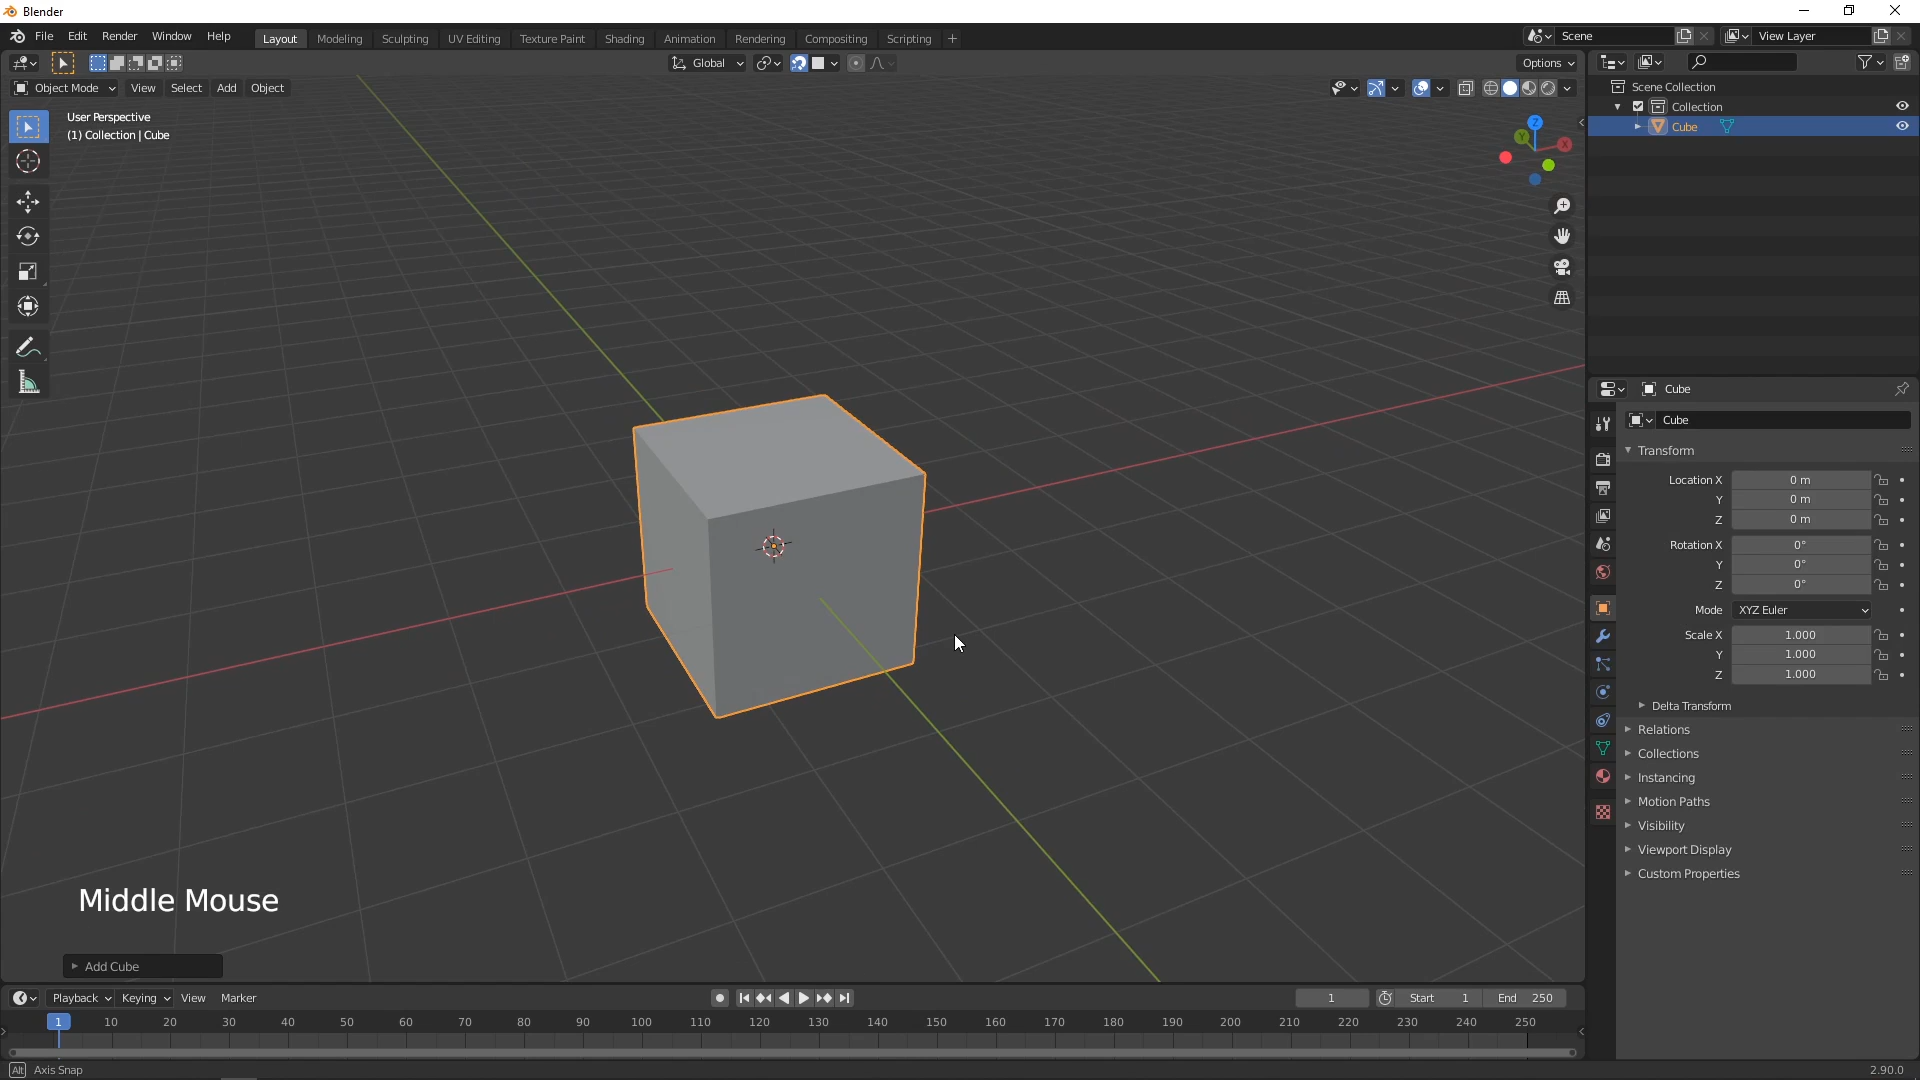 Blender
File Edit Render Window Help Layout Modeling Sculpting UV Editing Texture Paint Shading Animation Rendering Compositing Scripting + Scene View Layer
Global Options
Object Mode View Select Add Object
User Perspective
(1) Collection | Cube
Z
Y
X
Scene Collection
Collection
Cube
Cube
Cube
Transform
Location X 0 m
Y 0 m
Z 0 m
Rotation X 0°
Y 0°
Z 0°
Mode XYZ Euler
Scale X 1.000
Y 1.000
Z 1.000
Delta Transform
Relations
Collections
Instancing
Motion Paths
Visibility
Viewport Display
Custom Properties
Middle Mouse
Add Cube
Playback Keying View Marker 1 Start 1 End 250
1 10 20 30 40 50 60 70 80 90 100 110 120 130 140 150 160 170 180 190 200 210 220 230 240 250
Alt Axis Snap 2.90.0